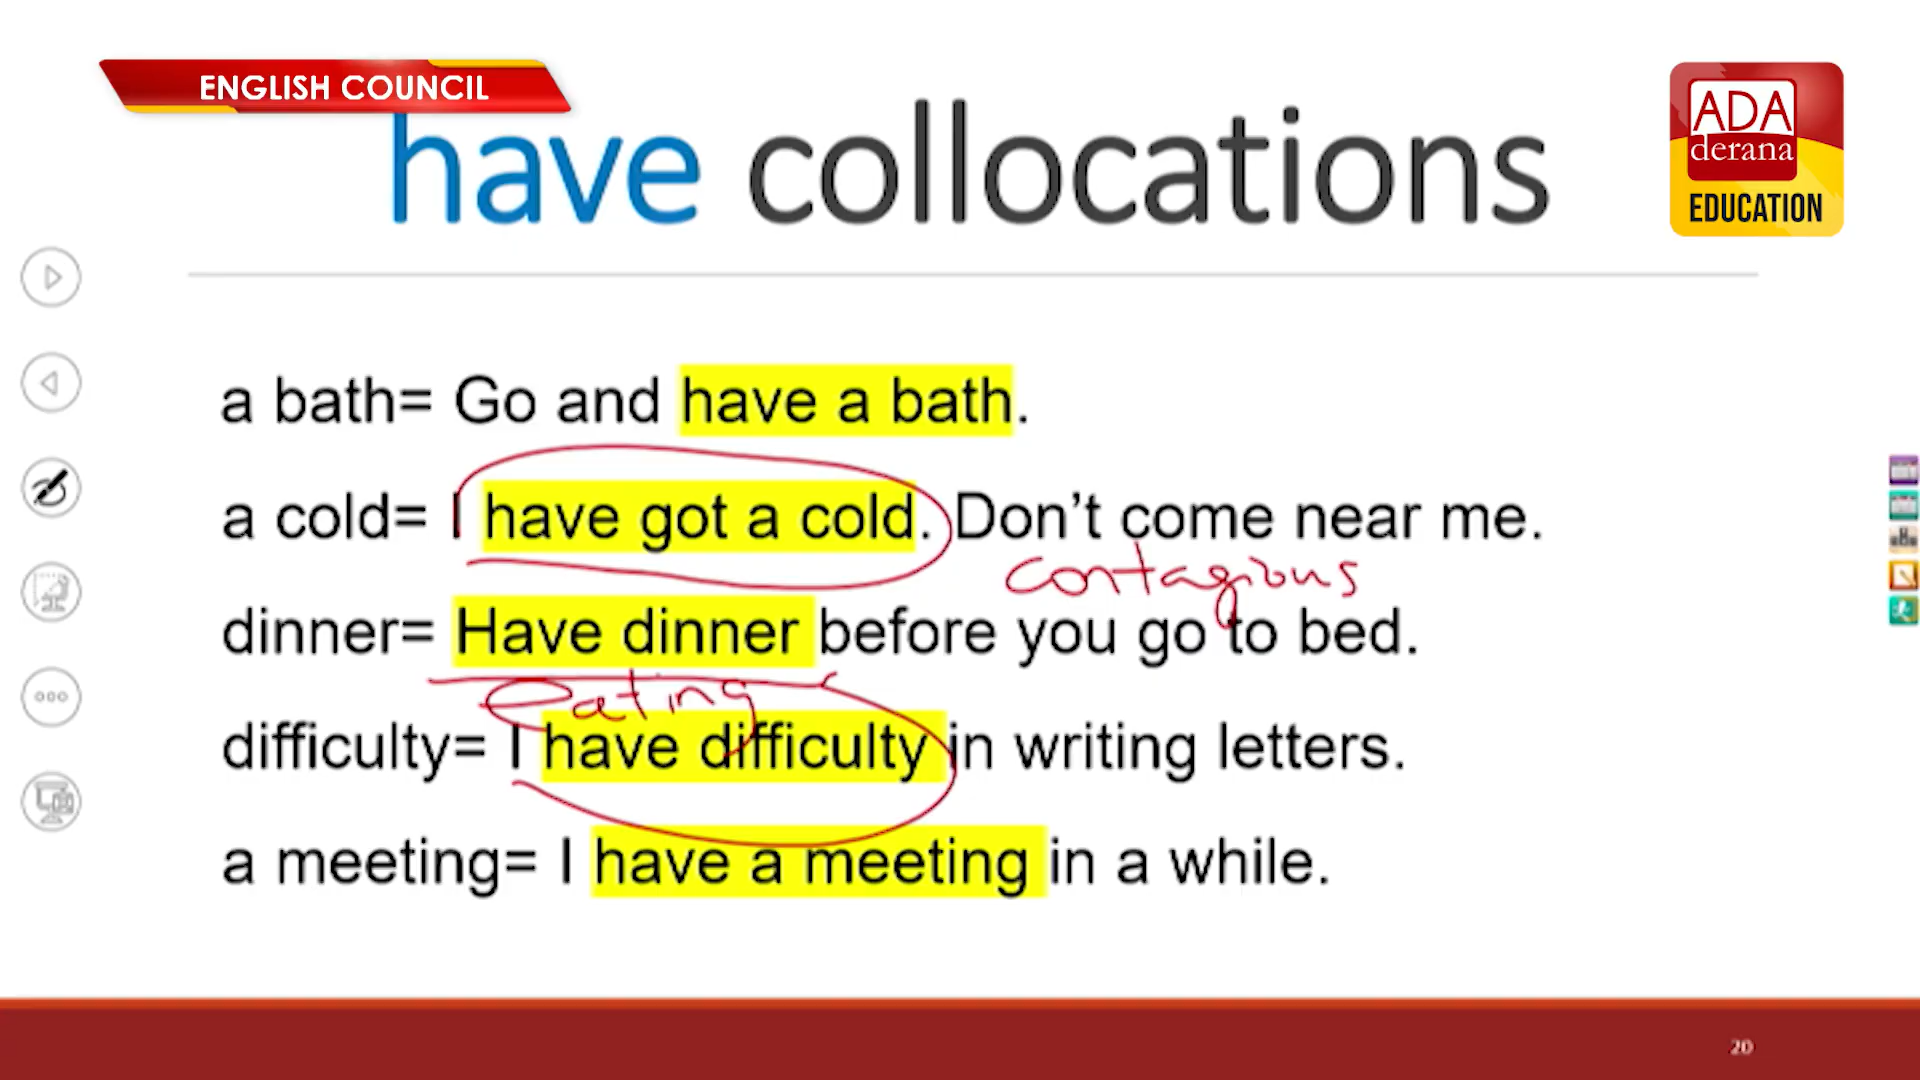 ENGLISH COUNCIL
ADA
derana
EDUCATION
have collocations
a bath= Go and have a bath.
a cold= I have got a cold. Don’t come near me.
contagious
dinner= Have dinner before you go to bed.
eating
difficulty= I have difficulty in writing letters.
a meeting= I have a meeting in a while.
20